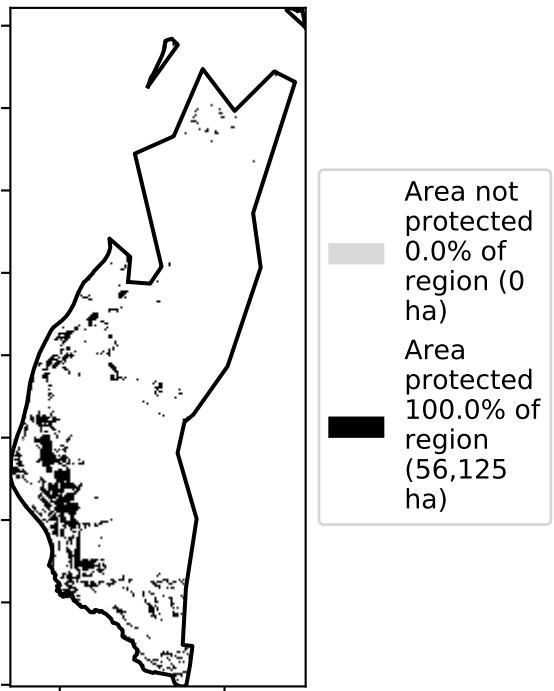 Area not
protected
0.0% of
region (0
ha)
Area
protected
100.0% of
region
(56,125
ha)